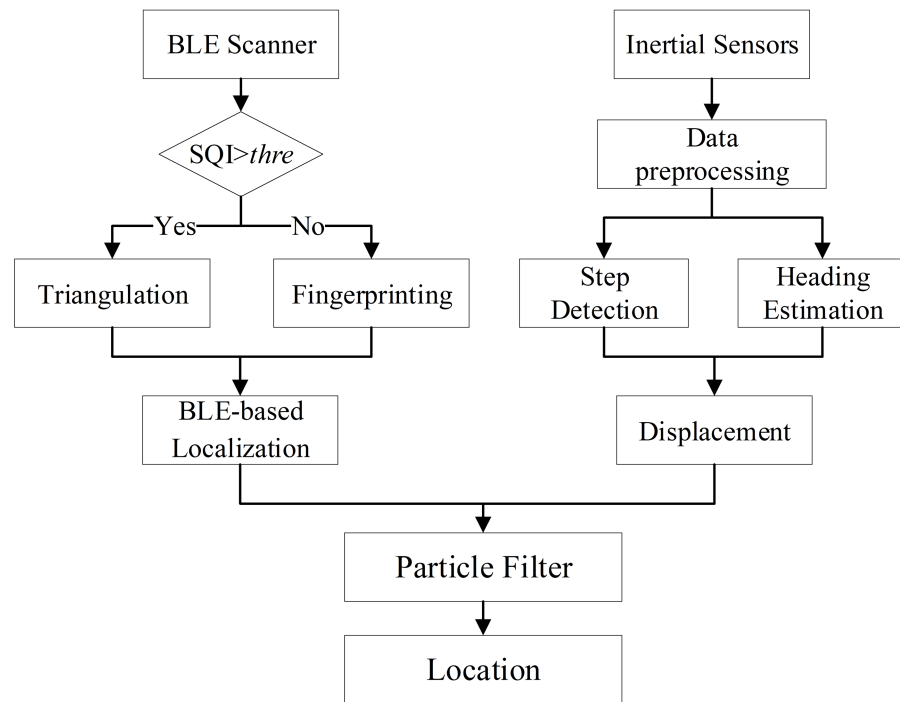 BLE Scanner
Inertial Sensors
SQI>thre
Data
preprocessing
Yes
No
Triangulation
Fingerprinting
Step
Detection
Heading
Estimation
BLE-based
Localization
Displacement
Particle Filter
Location